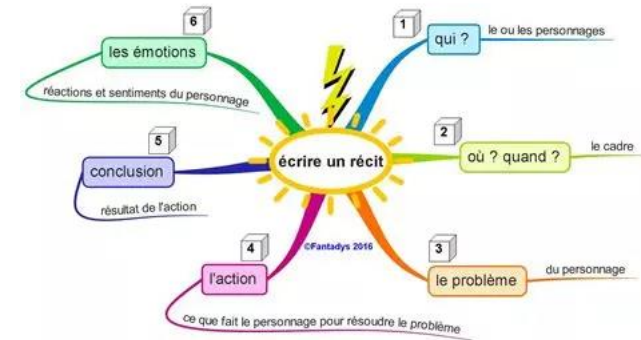 écrire un récit
1
qui ?
le ou les personnages
2
où ? quand ?
le cadre
3
le problème
du personnage
4
l'action
ce que fait le personnage pour résoudre le problème
5
conclusion
résultat de l'action
6
les émotions
réactions et sentiments du personnage
©Fantadys 2016